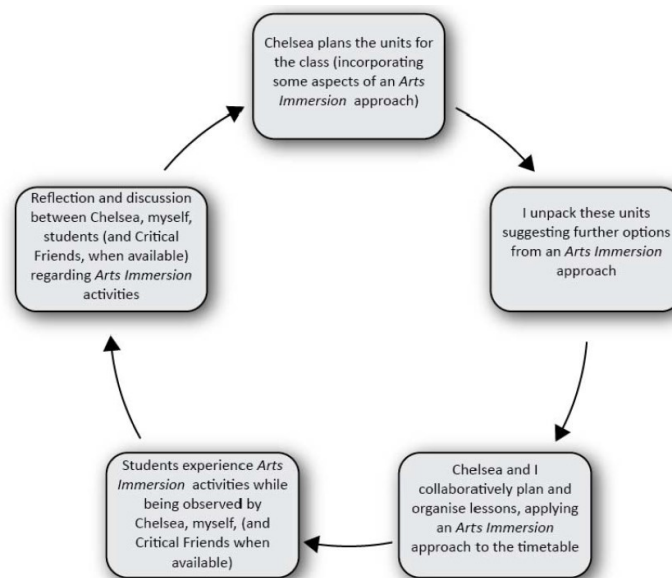 Chelsea plans the units for
the class (incorporating
some aspects of an Arts
Immersion approach)
I unpack these units
suggesting further options
from an Arts Immersion
approach
Chelsea and I
collaboratively plan and
organise lessons, applying
an Arts Immersion
approach to the timetable
Students experience Arts
Immersion activities while
being observed by
Chelsea, myself, (and
Critical Friends when
available)
Reflection and discussion
between Chelsea, myself,
students (and Critical
Friends, when available)
regarding Arts Immersion
activities